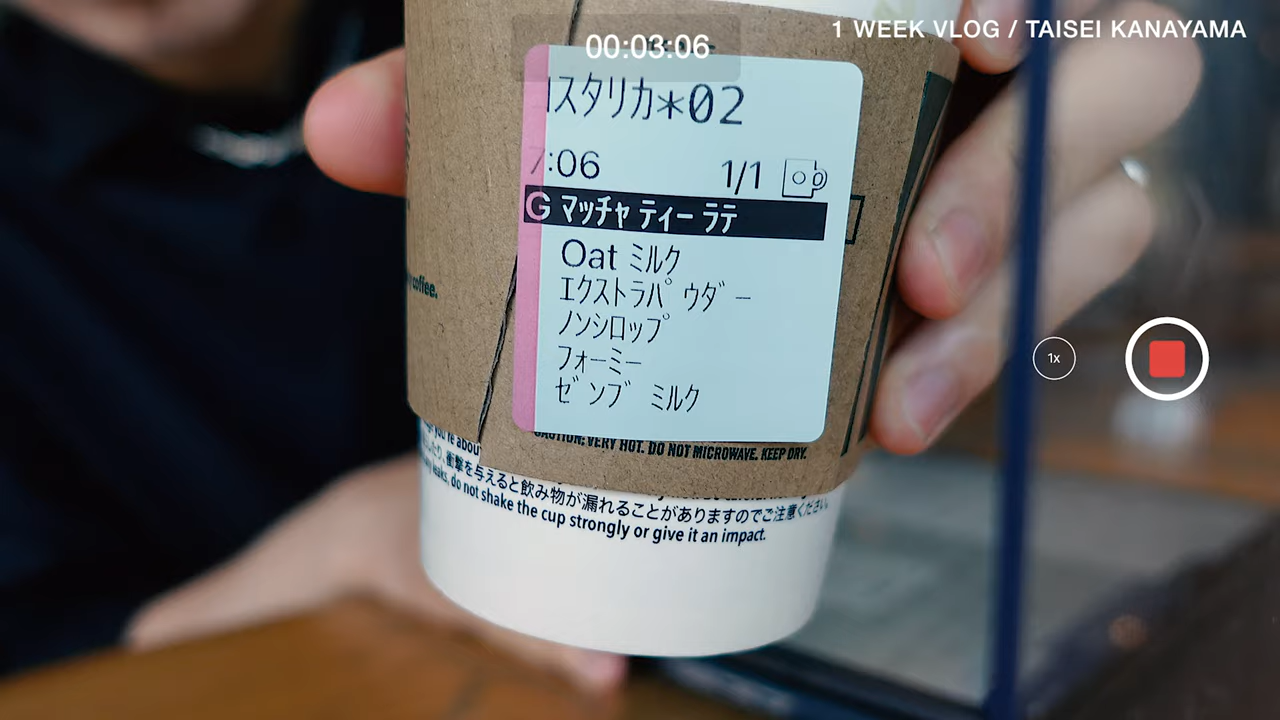 1 WEEK VLOG / TAISEI KANAYAMA
00:03:06
コスタリカ*02
7:06 1/1
G マッチャ ティー ラテ
Oat ミルク
エクストラパウダー
ノンシロップ
フォーミー
ゼンブ ミルク
coffee.
CAUTION: VERY HOT. DO NOT MICROWAVE. KEEP DRY.
you're about
衝撃を与えると飲み物が漏れることがありますのでご注意ください。
leaks, do not shake the cup strongly or give it an impact.
1x